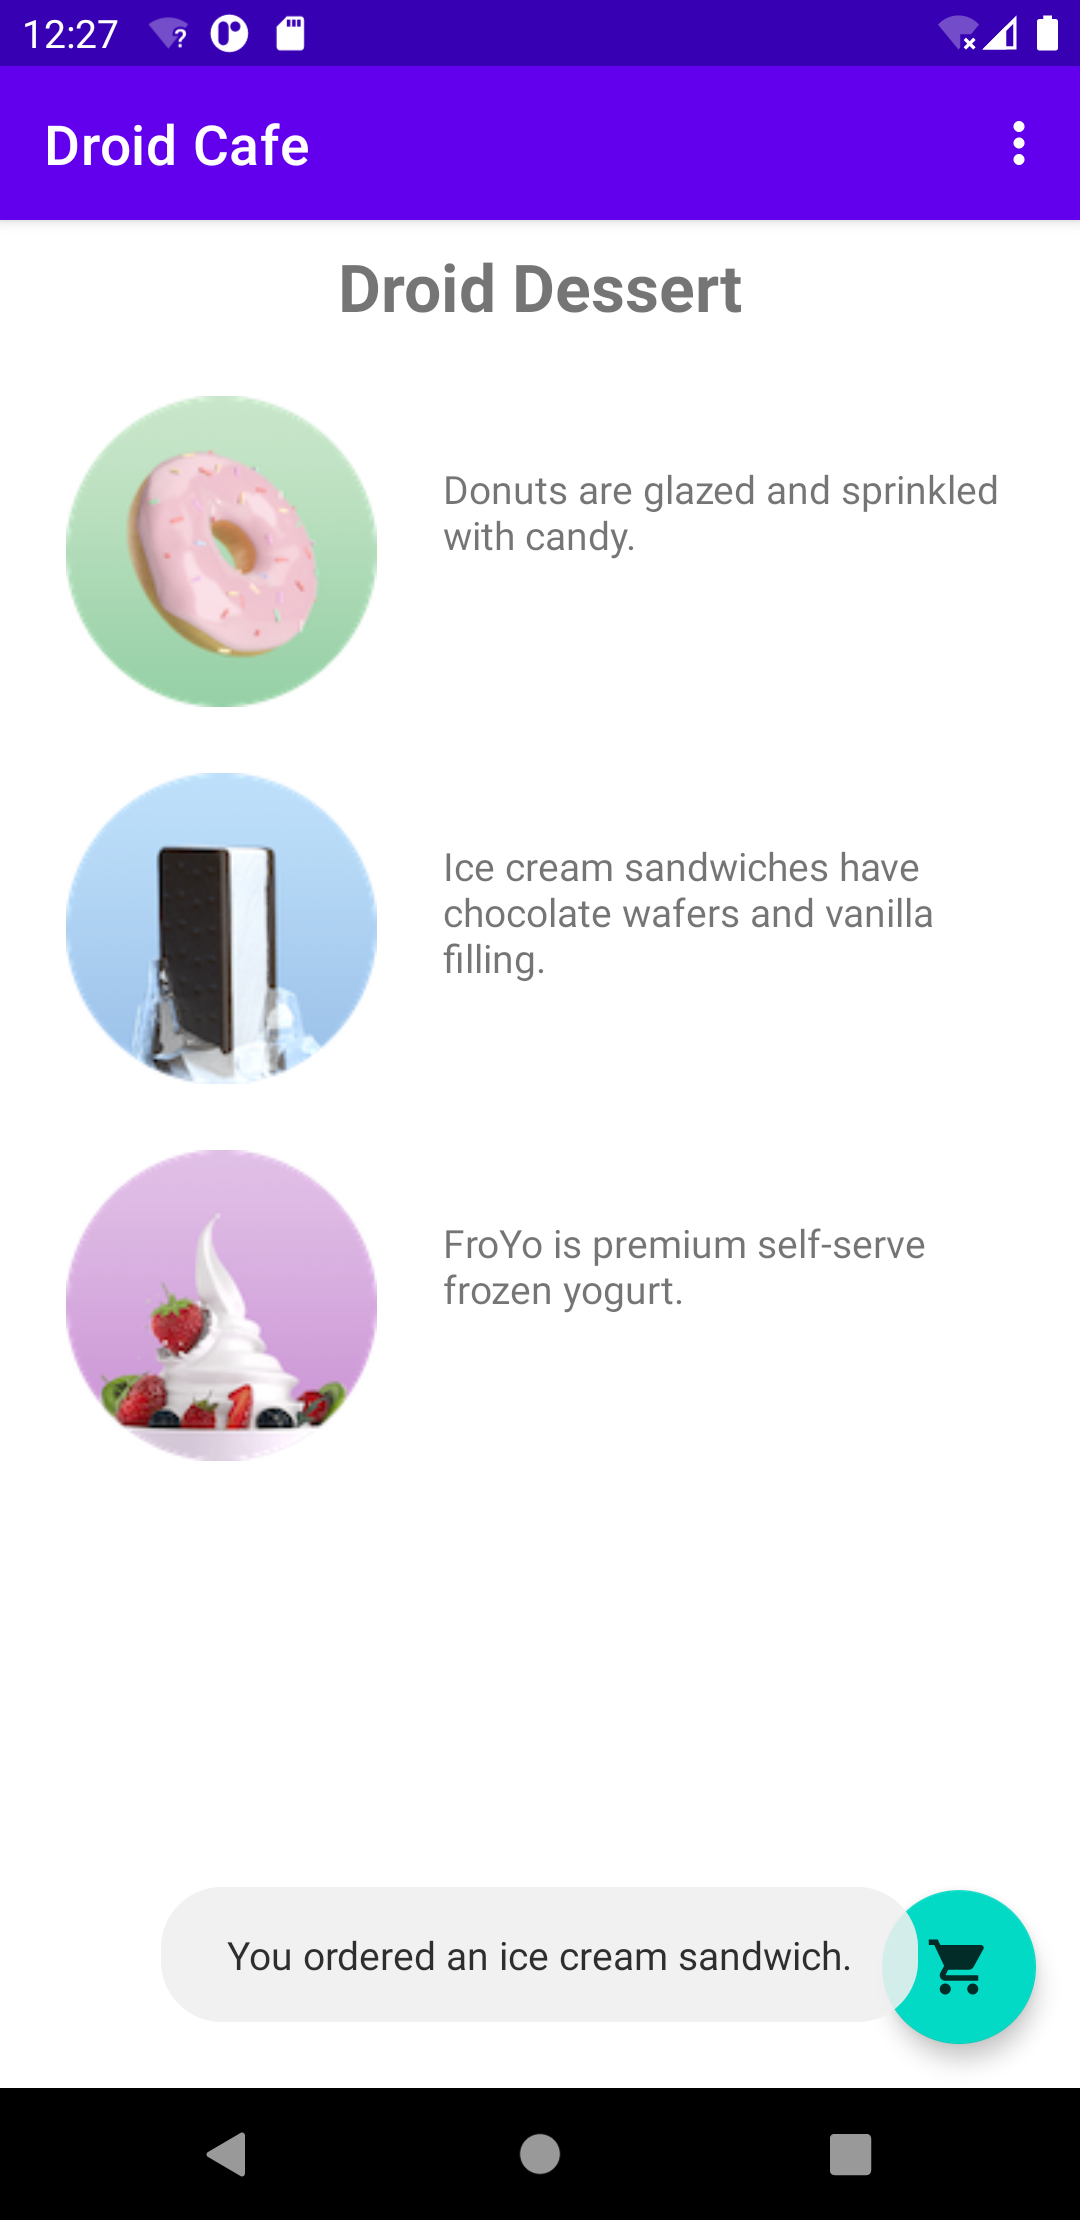 12:27
Droid Cafe
Droid Dessert
Donuts are glazed and sprinkled
with candy.
Ice cream sandwiches have
chocolate wafers and vanilla
filling.
FroYo is premium self-serve
frozen yogurt.
You ordered an ice cream sandwich.